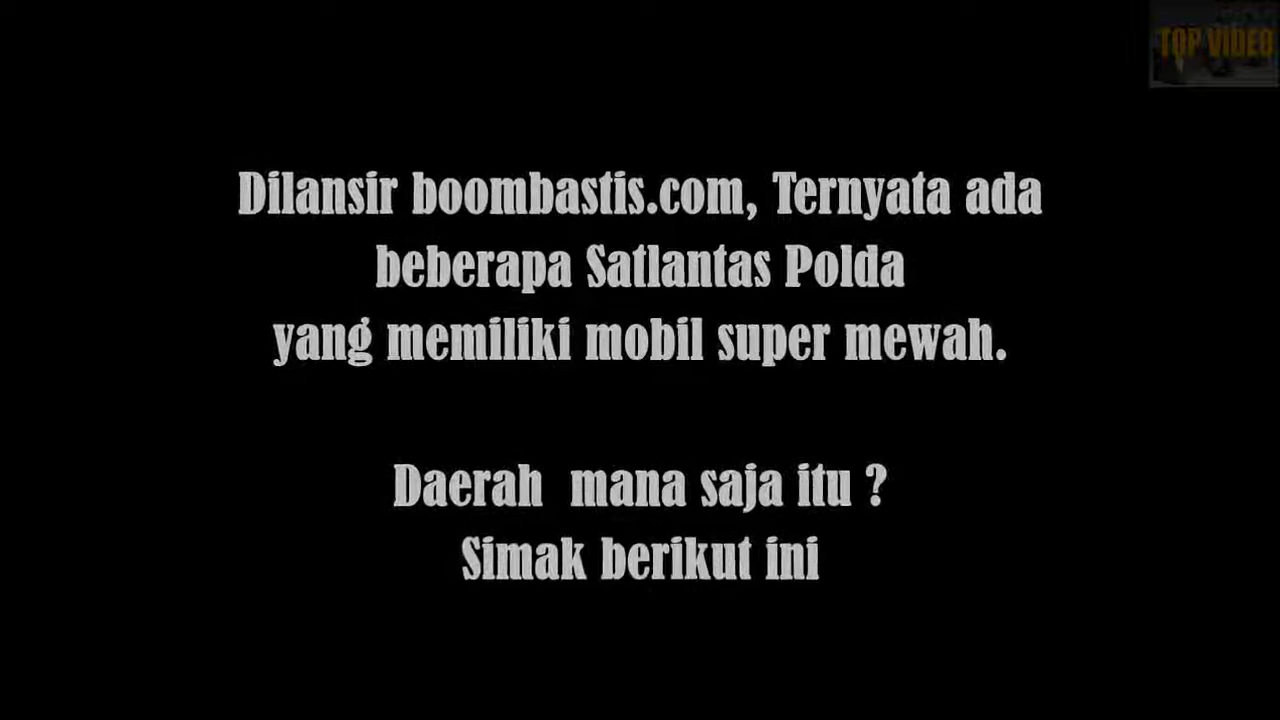 TOP VIDEO
Dilansir boombastis.com, Ternyata ada
beberapa Satlantas Polda
yang memiliki mobil super mewah.
Daerah mana saja itu ?
Simak berikut ini